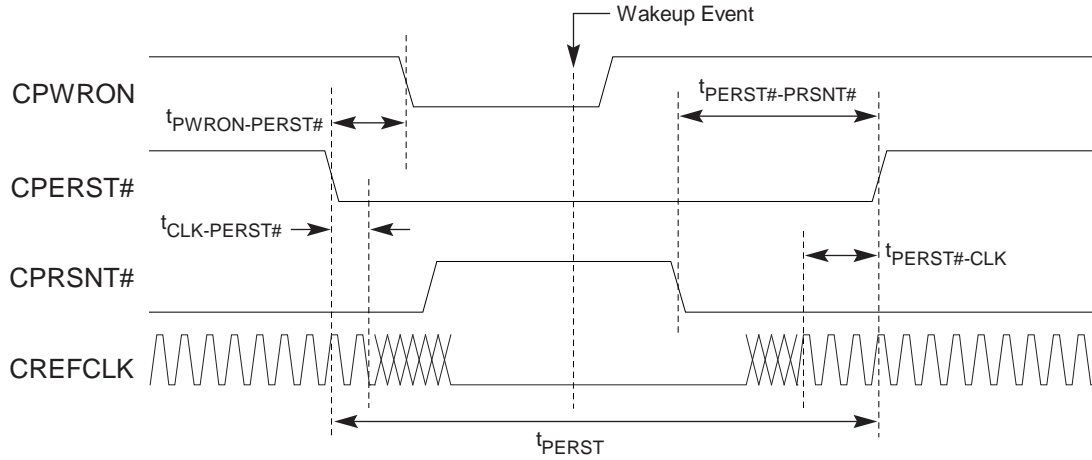 Wakeup Event
CPWRON
tPERST#-PRSNT#
tPWRON-PERST#
CPERST#
tCLK-PERST#
tPERST#-CLK
CPRSNT#
CREFCLK
tPERST